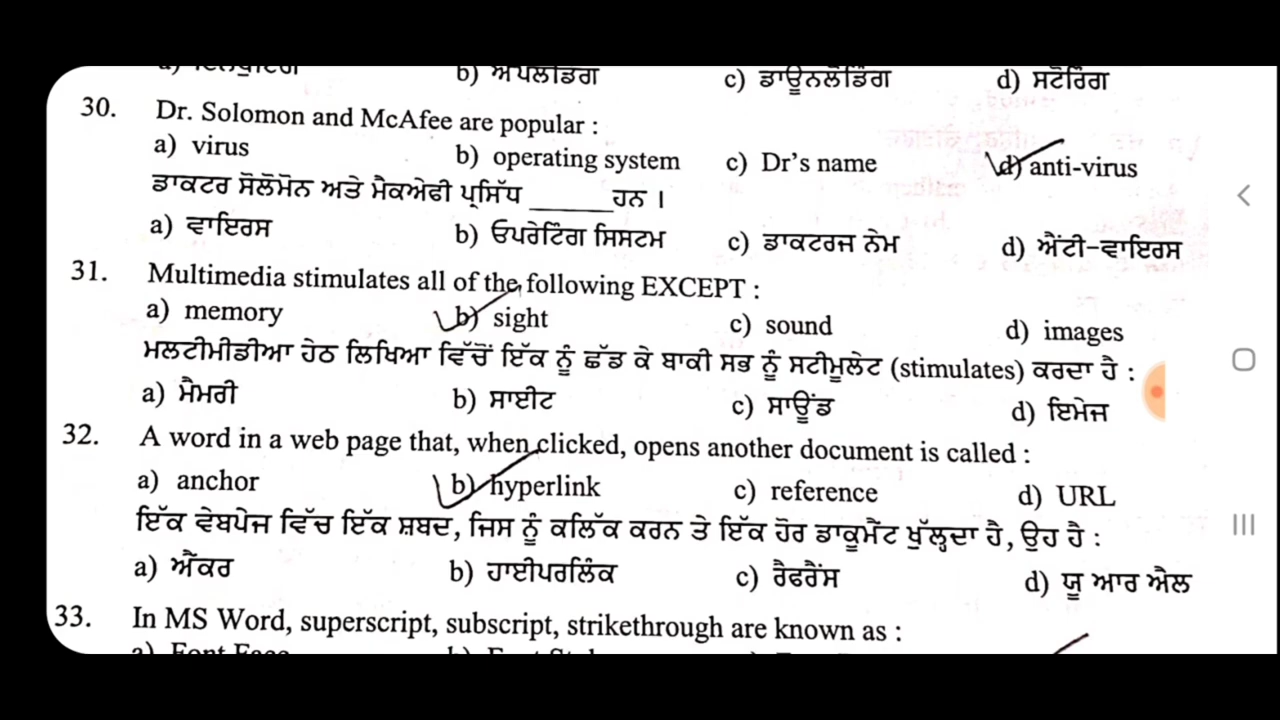 b) ਅਪਲੋਡਿੰਗ c) ਡਾਊਨਲੋਡਿੰਗ d) ਸਟੋਰਿੰਗ
30. Dr. Solomon and McAfee are popular :
a) virus b) operating system c) Dr's name d) anti-virus
ਡਾਕਟਰ ਸੋਲੋਮੋਨ ਅਤੇ ਮੈਕਐਫੀ ਪ੍ਰਸਿੱਧ ______ਹਨ ।
a) ਵਾਇਰਸ b) ਓਪਰੇਟਿੰਗ ਸਿਸਟਮ c) ਡਾਕਟਰਜ ਨੇਮ d) ਐਂਟੀ-ਵਾਇਰਸ
31. Multimedia stimulates all of the following EXCEPT :
a) memory b) sight c) sound d) images
ਮਲਟੀਮੀਡੀਆ ਹੇਠ ਲਿਖਿਆ ਵਿੱਚੋਂ ਇੱਕ ਨੂੰ ਛੱਡ ਕੇ ਬਾਕੀ ਸਭ ਨੂੰ ਸਟੀਮੂਲੇਟ (stimulates) ਕਰਦਾ ਹੈ :
a) ਮੈਮਰੀ b) ਸਾਈਟ c) ਸਾਊਂਡ d) ਇਮੇਜ
32. A word in a web page that, when clicked, opens another document is called :
a) anchor b) hyperlink c) reference d) URL
ਇੱਕ ਵੇਬਪੇਜ ਵਿੱਚ ਇੱਕ ਸ਼ਬਦ, ਜਿਸ ਨੂੰ ਕਲਿੱਕ ਕਰਨ ਤੇ ਇੱਕ ਹੋਰ ਡਾਕੂਮੈਂਟ ਖੁੱਲ੍ਹਦਾ ਹੈ, ਉਹ ਹੈ :
a) ਐਂਕਰ b) ਹਾਈਪਰਲਿੰਕ c) ਰੈਫਰੈਂਸ d) ਯੂ ਆਰ ਐਲ
33. In MS Word, superscript, subscript, strikethrough are known as :
a) Font Face